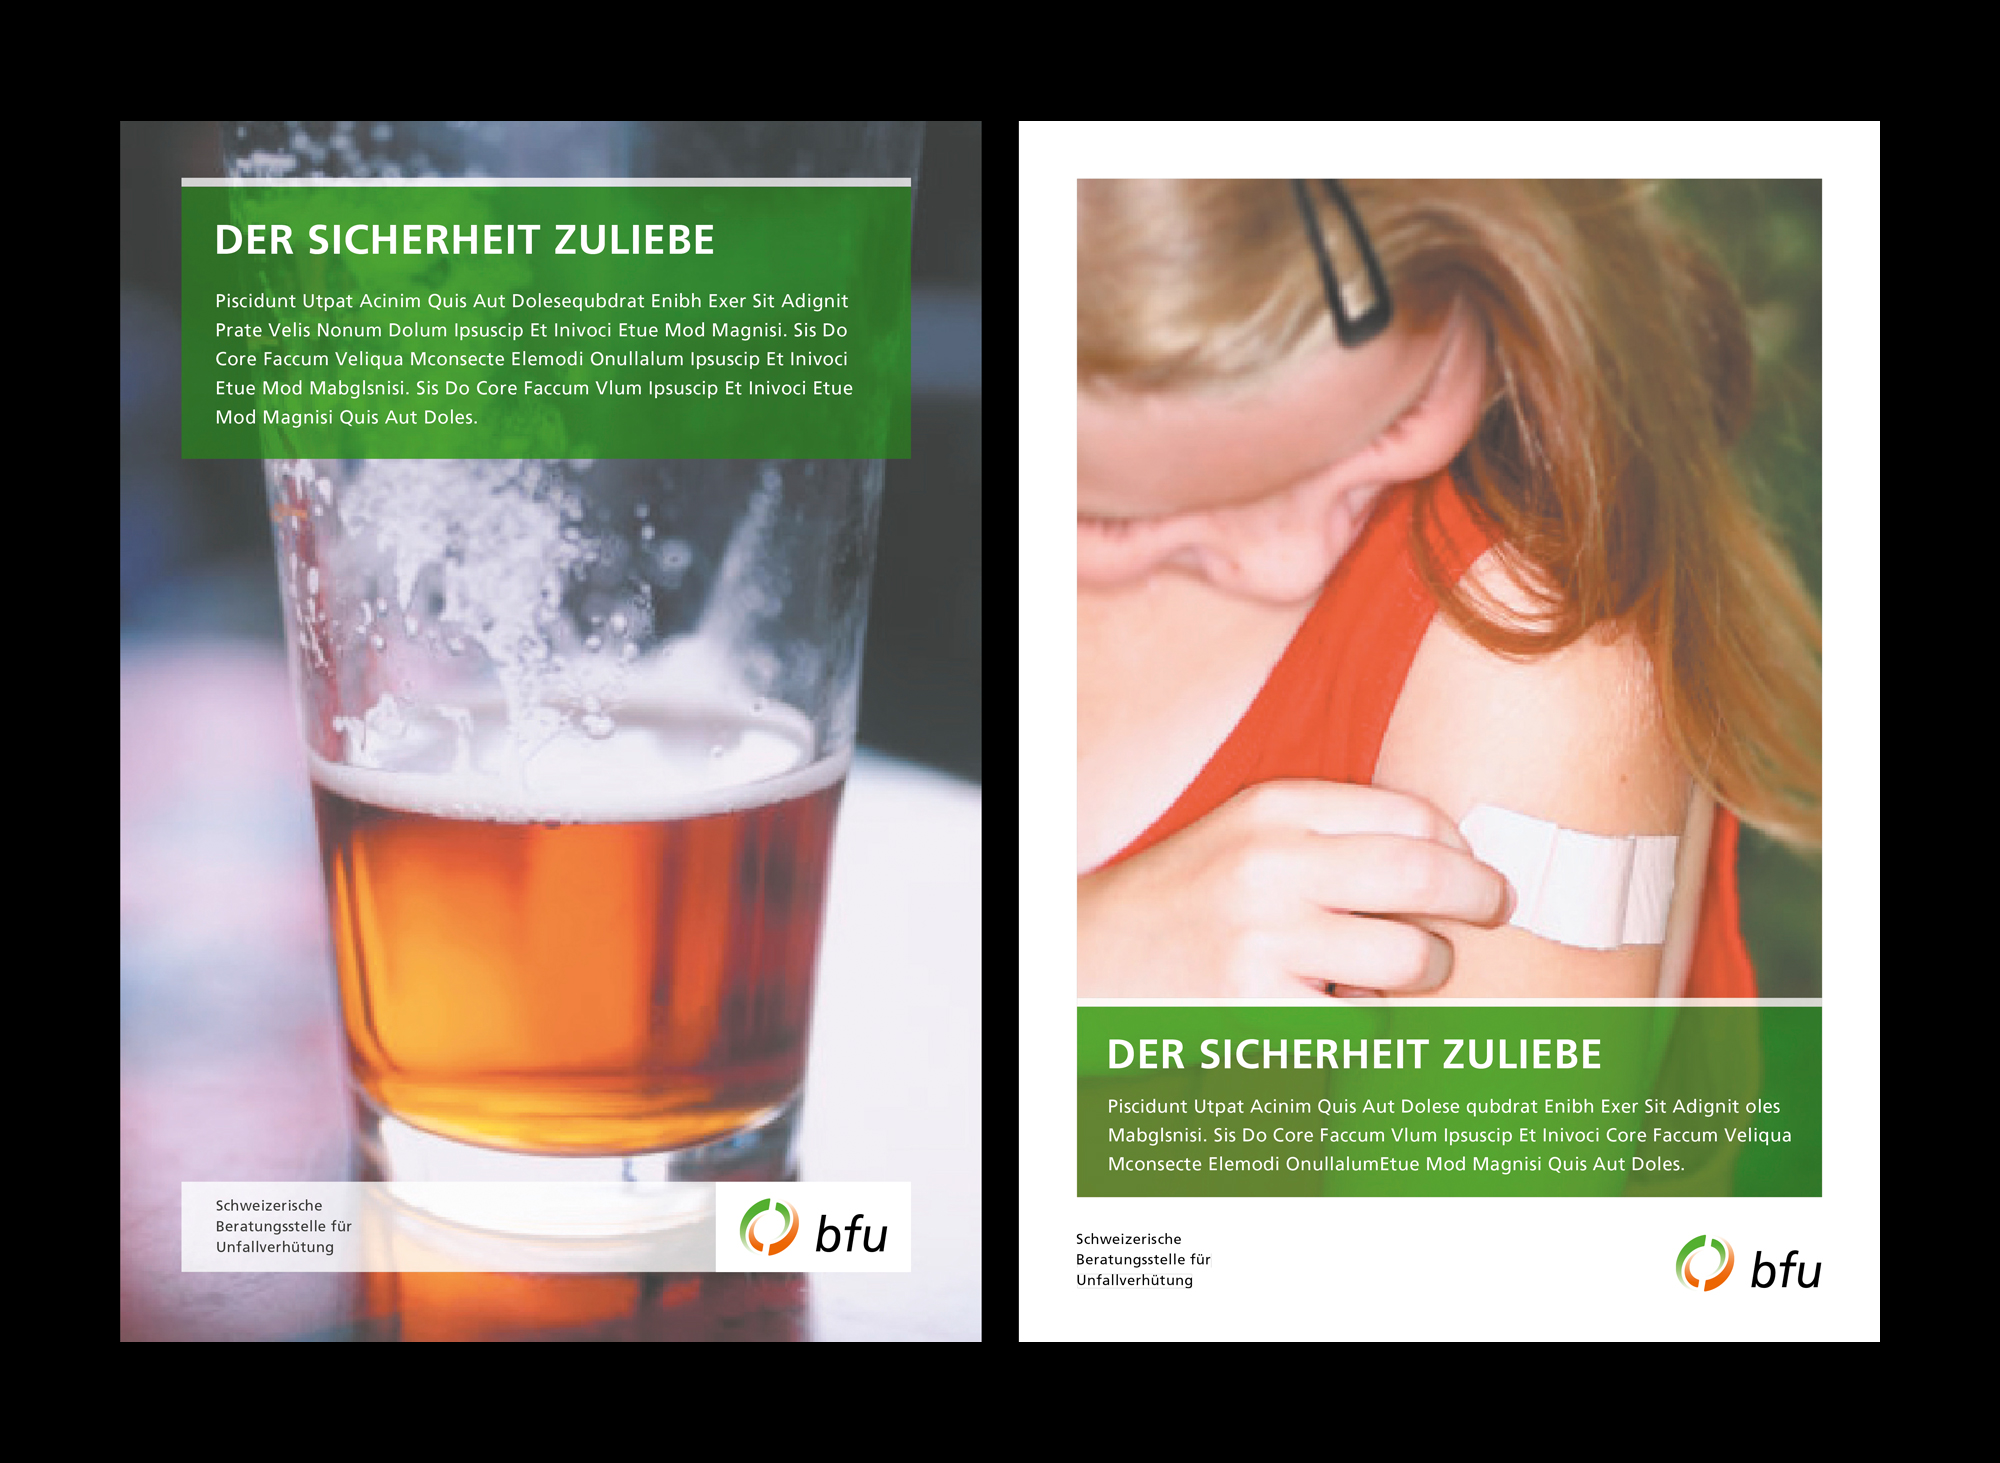 DER SICHERHEIT ZULIEBE
Piscidunt Utpat Acinim Quis Aut Dolesequbdrat Enibh Exer Sit Adignit
Prate Velis Nonum Dolum Ipsuscip Et Inivoci Etue Mod Magnisi. Sis Do
Core Faccum Veliqua Mconsecte Elemodi Onullalum Ipsuscip Et Inivoci
Etue Mod Mabglsnisi. Sis Do Core Faccum Vlum Ipsuscip Et Inivoci Etue
Mod Magnisi Quis Aut Doles.
Schweizerische
Beratungsstelle für
Unfallverhütung
bfu
DER SICHERHEIT ZULIEBE
Piscidunt Utpat Acinim Quis Aut Dolese qubdrat Enibh Exer Sit Adignit oles
Mabglsnisi. Sis Do Core Faccum Vlum Ipsuscip Et Inivoci Core Faccum Veliqua
Mconsecte Elemodi OnullalumEtue Mod Magnisi Quis Aut Doles.
Schweizerische
Beratungsstelle für
Unfallverhütung
bfu